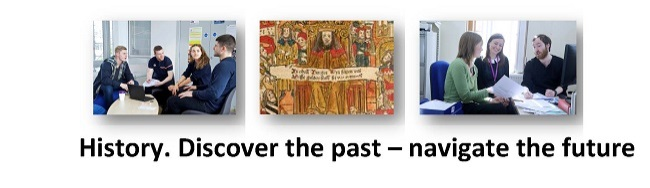 History. Discover the past – navigate the future